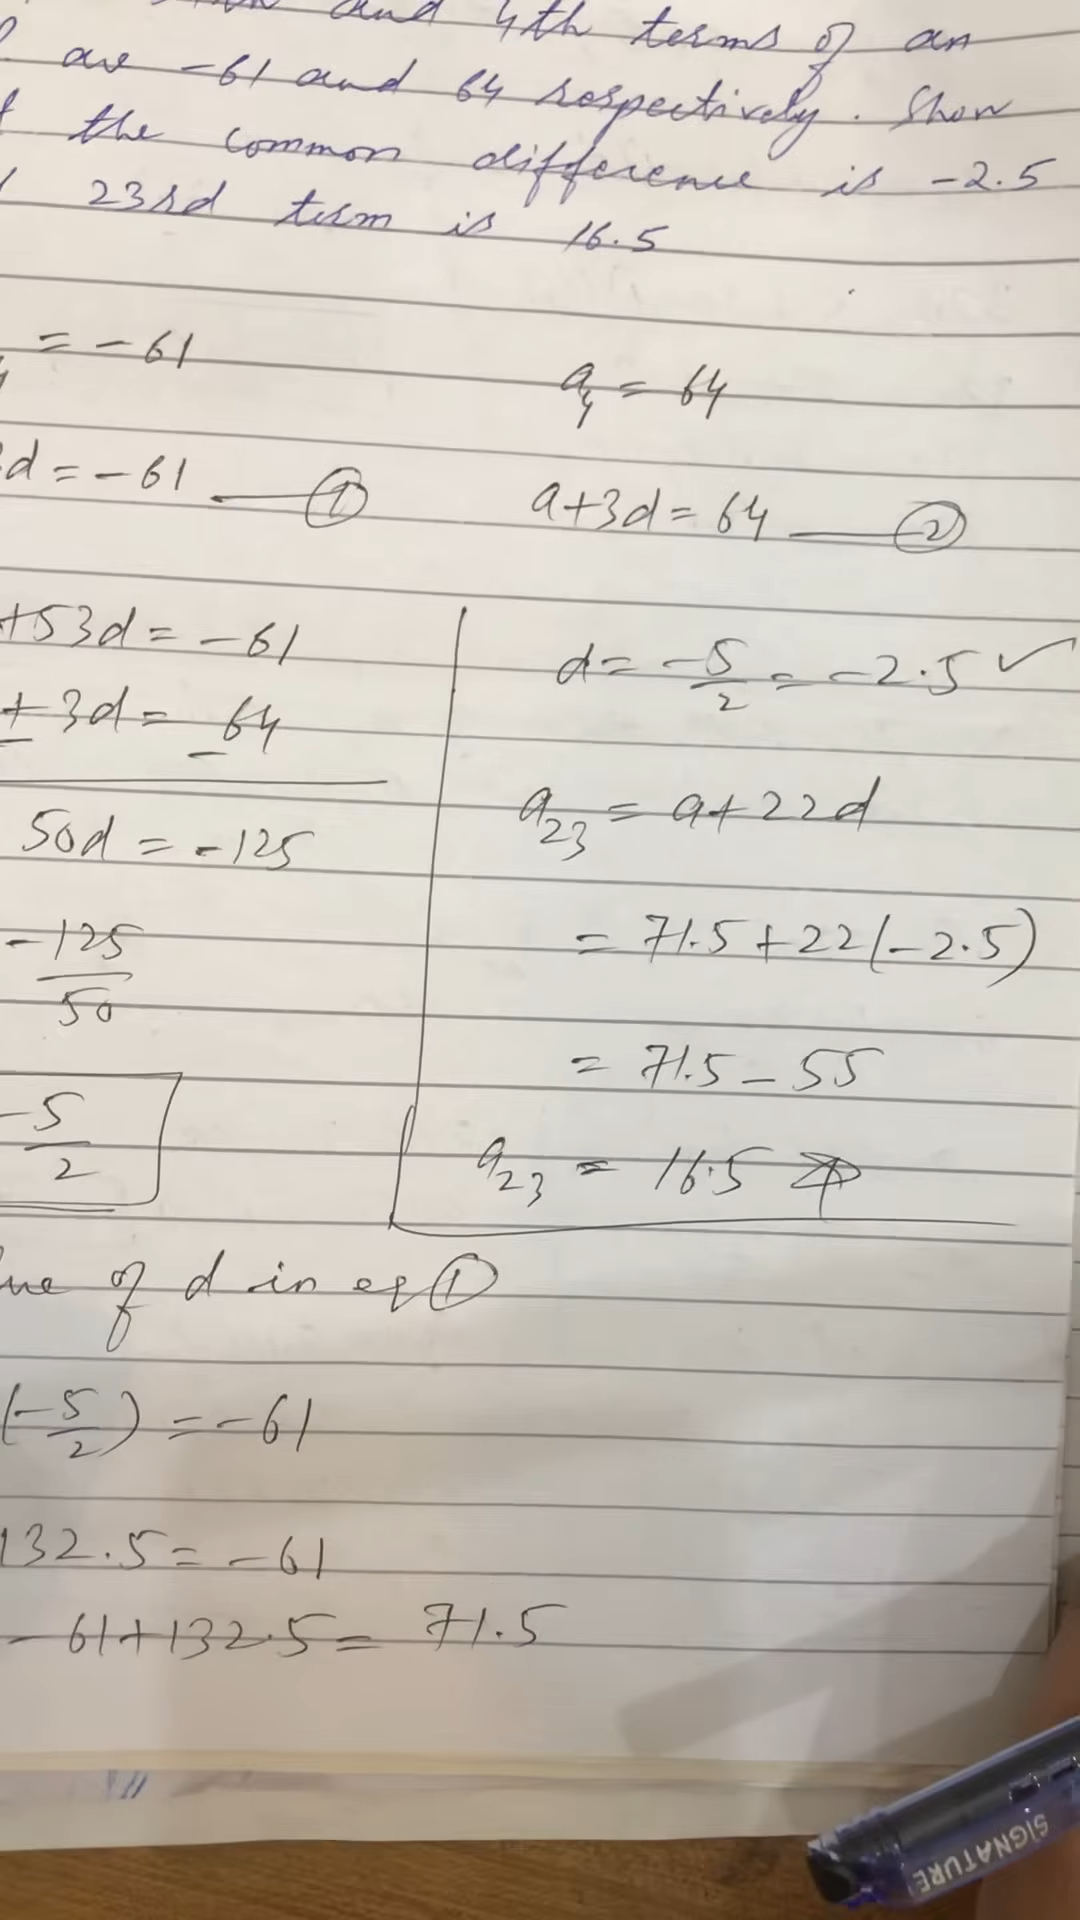 and 4th terms of an
are -61 and 64 respectively. Show
the common difference is -2.5
23rd term is 16.5
= -61
a₄ = 64
d = -61 ——— ①
a+3d = 64 ——— ②
+53d = -61
+ 3d = 64
− −
50d = -125
-125/50
-5/2
d = -5/2 = -2.5 ✓
a₂₃ = a+22d
= 71.5+22(-2.5)
= 71.5 - 55
a₂₃ = 16.5
of d in eq ①
(-5/2) = -61
132.5 = -61
- 61+132.5 = 71.5
SIGNATURE